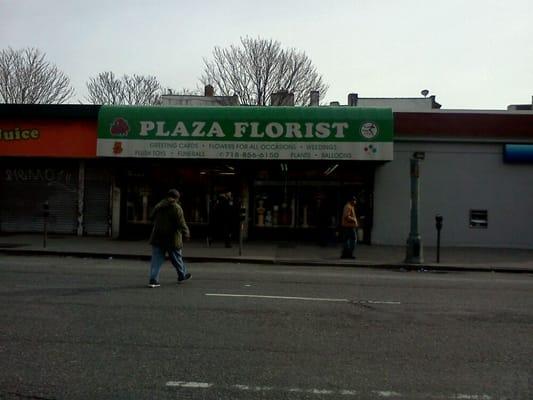 Juice
PLAZA FLORIST
GREETING CARDS • FLOWERS FOR ALL OCCASIONS • WEDDINGS
PLUSH TOYS • FUNERALS 718-856-6150 PLANTS • BALLOONS